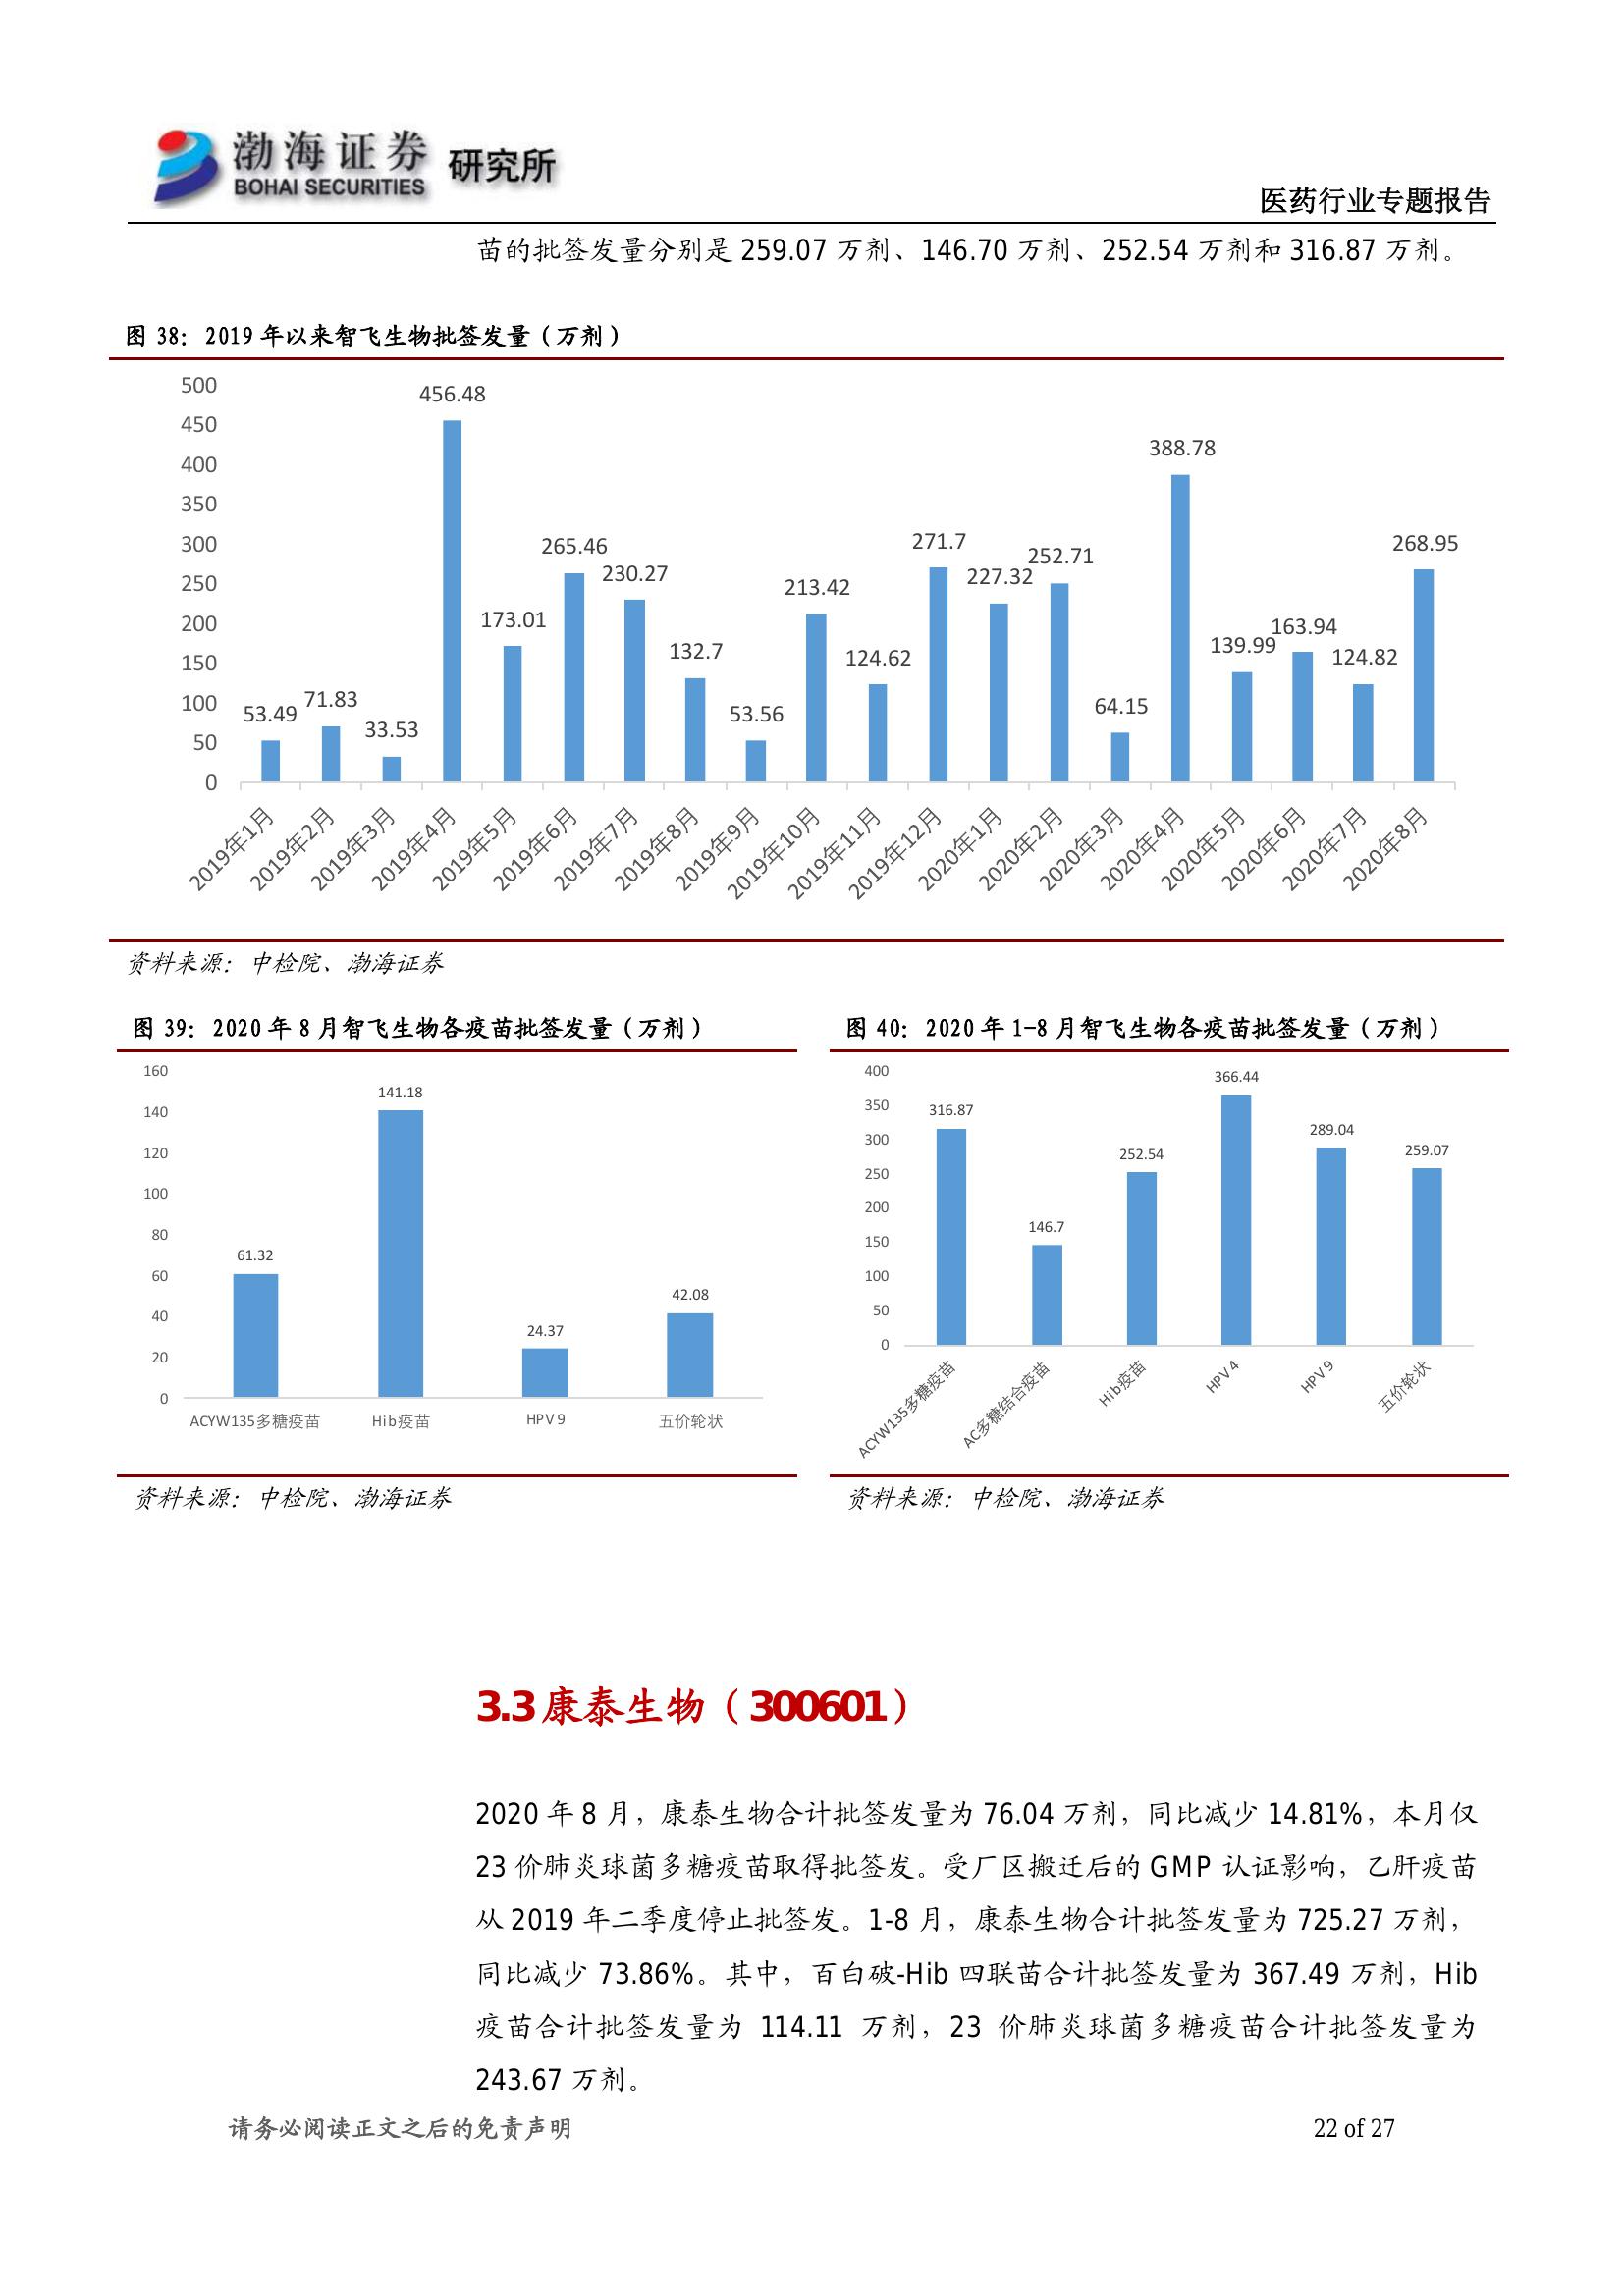 渤海证券 研究所
BOHAI SECURITIES
医药行业专题报告
苗的批签发量分别是 259.07 万剂、146.70 万剂、252.54 万剂和 316.87 万剂。
图 38：2019 年以来智飞生物批签发量（万剂）
500
450
400
350
300
250
200
150
100
50
0
53.49
71.83
33.53
456.48
173.01
265.46
230.27
132.7
53.56
213.42
124.62
271.7
227.32
252.71
64.15
388.78
139.99
163.94
124.82
268.95
2019年1月
2019年2月
2019年3月
2019年4月
2019年5月
2019年6月
2019年7月
2019年8月
2019年9月
2019年10月
2019年11月
2019年12月
2020年1月
2020年2月
2020年3月
2020年4月
2020年5月
2020年6月
2020年7月
2020年8月
资料来源：中检院、渤海证券
图 39：2020 年 8 月智飞生物各疫苗批签发量（万剂）
160
140
120
100
80
60
40
20
0
61.32
141.18
24.37
42.08
ACYW135多糖疫苗
Hib疫苗
HPV 9
五价轮状
资料来源：中检院、渤海证券
图 40：2020 年 1-8 月智飞生物各疫苗批签发量（万剂）
400
350
300
250
200
150
100
50
0
316.87
146.7
252.54
366.44
289.04
259.07
ACYW135多糖疫苗
AC多糖结合疫苗
Hib疫苗
HPV 4
HPV 9
五价轮状
资料来源：中检院、渤海证券
3.3 康泰生物（300601）
2020 年 8 月，康泰生物合计批签发量为 76.04 万剂，同比减少 14.81%，本月仅
23 价肺炎球菌多糖疫苗取得批签发。受厂区搬迁后的 GMP 认证影响，乙肝疫苗
从 2019 年二季度停止批签发。1-8 月，康泰生物合计批签发量为 725.27 万剂，
同比减少 73.86%。其中，百白破-Hib 四联苗合计批签发量为 367.49 万剂，Hib
疫苗合计批签发量为 114.11 万剂，23 价肺炎球菌多糖疫苗合计批签发量为
243.67 万剂。
请务必阅读正文之后的免责声明
22 of 27